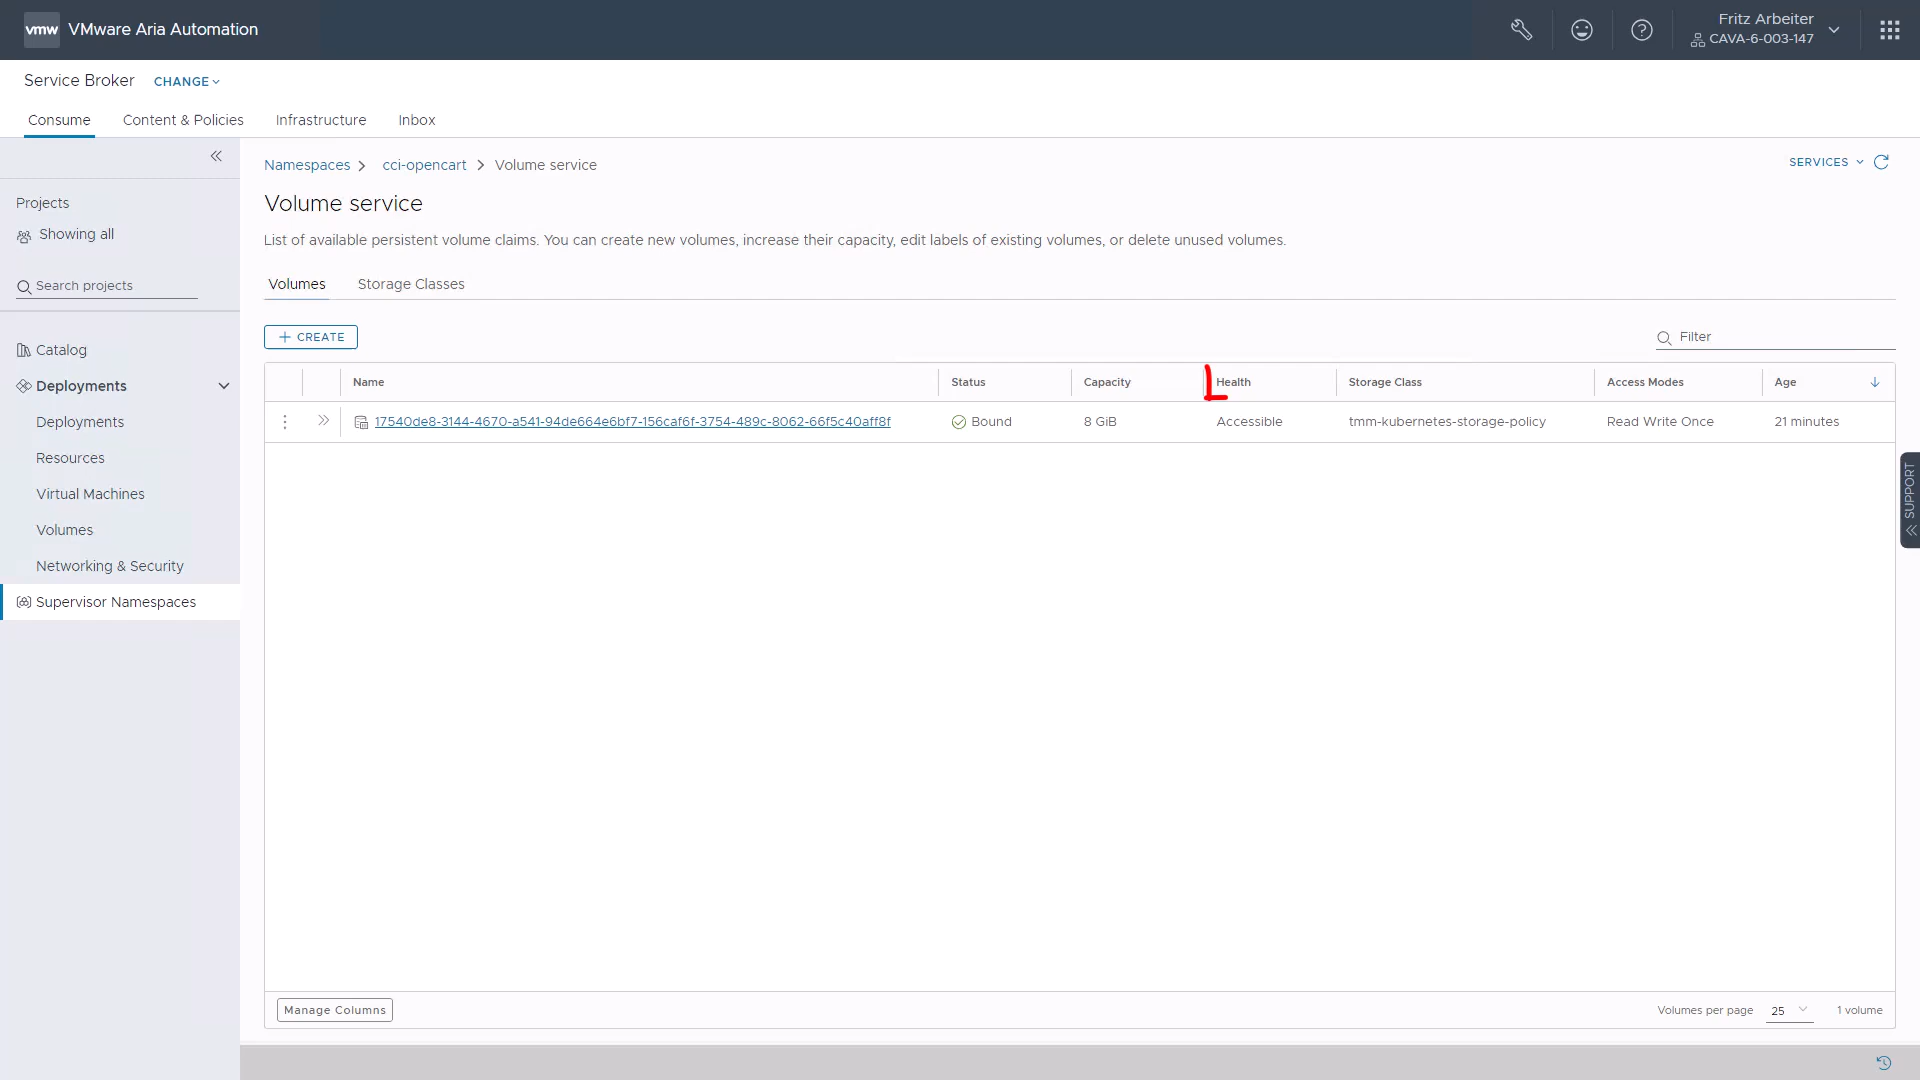 vmw VMware Aria Automation
Fritz Arbeiter
CAVA-6-003-147
Service Broker CHANGE
Consume Content & Policies Infrastructure Inbox
Projects
Showing all
Search projects
Catalog
Deployments
Deployments
Resources
Virtual Machines
Volumes
Networking & Security
Supervisor Namespaces
Namespaces cci-opencart Volume service
SERVICES
Volume service
List of available persistent volume claims. You can create new volumes, increase their capacity, edit labels of existing volumes, or delete unused volumes.
Volumes Storage Classes
CREATE
Filter
Name Status Capacity Health Storage Class Access Modes Age
17540de8-3144-4670-a541-94de664e6bf7-156caf6f-3754-489c-8062-66f5c40aff8f Bound 8 GiB Accessible tmm-kubernetes-storage-policy Read Write Once 21 minutes
SUPPORT
Manage Columns
Volumes per page 25 1 volume